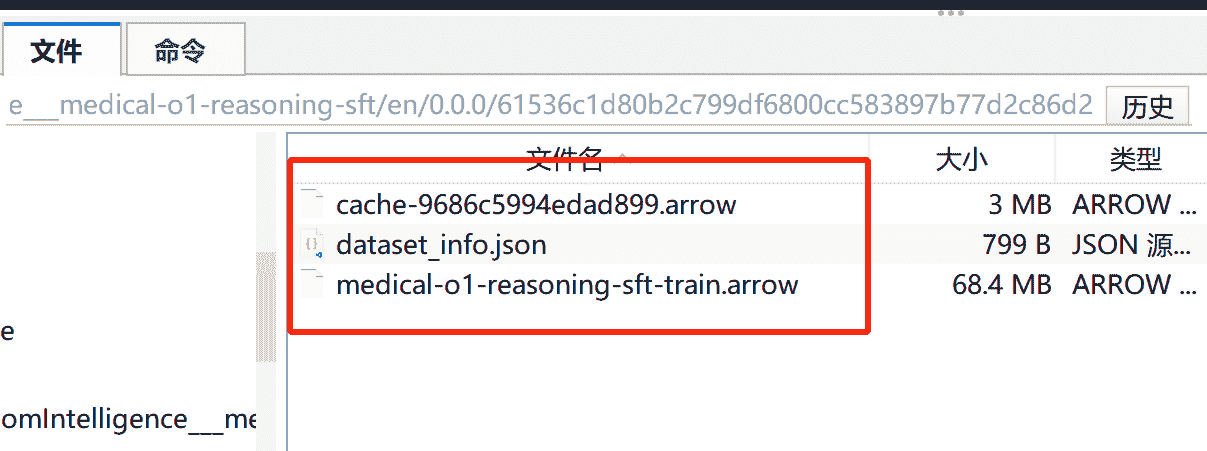 文件 命令
e___medical-o1-reasoning-sft/en/0.0.0/61536c1d80b2c799df6800cc583897b77d2c86d2 历史
文件名 大小 类型
cache-9686c5994edad899.arrow 3 MB ARROW ...
dataset_info.json 799 B JSON 源...
medical-o1-reasoning-sft-train.arrow 68.4 MB ARROW ...
e
omIntelligence___me